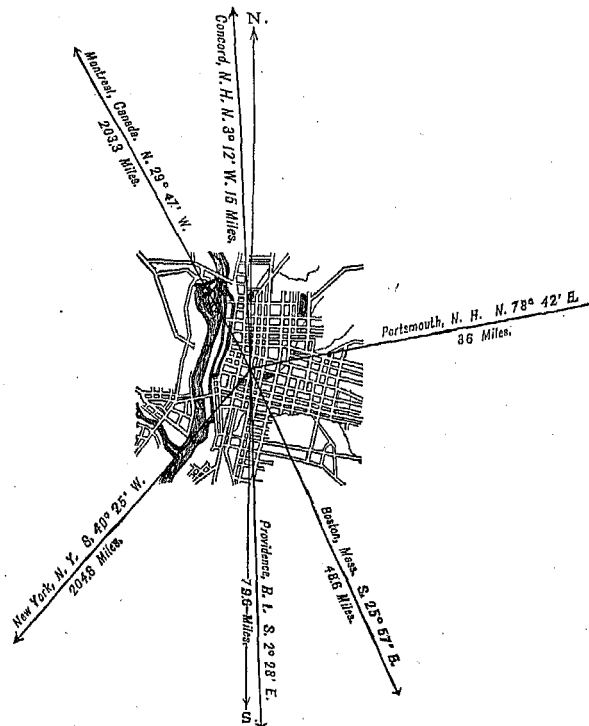 N.
Concord, N. H. N. 3° 12' W. 15 Miles.
Montreal, Canada. N. 29° 47.' W.
203.3 Miles.
Portsmouth, N. H. N. 78° 42' E.
36 Miles.
New York, N. Y. S. 40° 25' W.
204.8 Miles.
Boston, Mass. S. 25° 57' E.
48.6 Miles.
Providence, R. I. S. 2° 28' E.
79.6 Miles.
S.